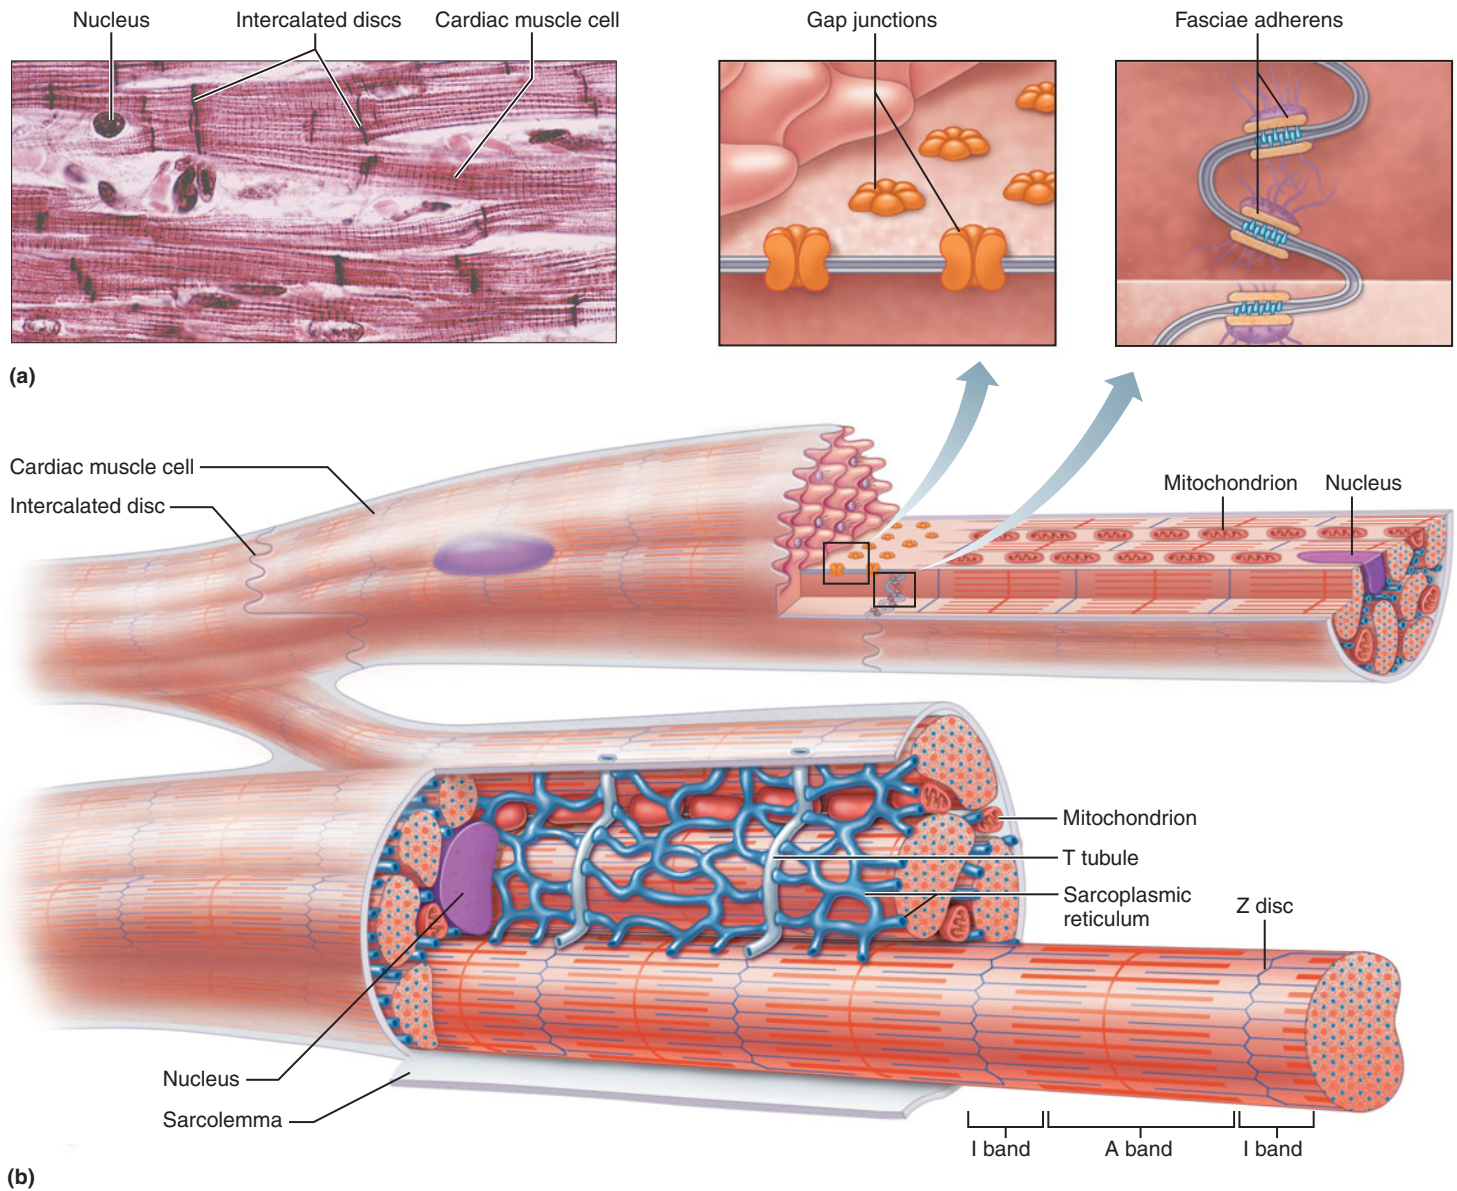 Nucleus
Intercalated discs
Cardiac muscle cell
Gap junctions
Fasciae adherens
(a)
Cardiac muscle cell
Intercalated disc
Mitochondrion
Nucleus
Mitochondrion
T tubule
Sarcoplasmic
reticulum
Z disc
Nucleus
Sarcolemma
I band
A band
I band
(b)